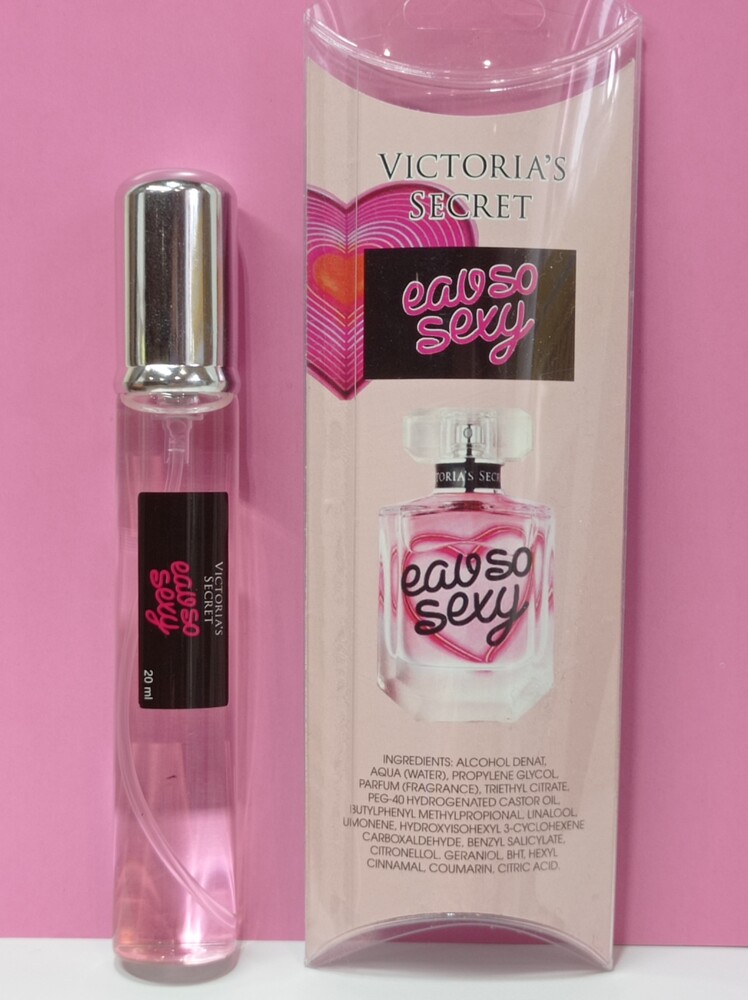 VICTORIA'S
SECRET
eau so
sexy
TORIA'S SECR
eau so
sexy
INGREDIENTS: ALCOHOL DENAT,
AQUA (WATER), PROPYLENE GLYCOL,
PARFUM (FRAGRANCE), TRIETHYL CITRATE,
PEG-40 HYDROGENATED CASTOR OIL,
BUTYLPHENYL METHYLPROPIONAL, LINALOOL,
LIMONENE, HYDROXYISOHEXYL 3-CYCLOHEXENE
CARBOXALDEHYDE, BENZYL SALICYLATE,
CITRONELLOL, GERANIOL, BHT, HEXYL
CINNAMAL, COUMARIN, CITRIC ACID.
VICTORIA'S
SECRET
eau so
sexy
20 ml